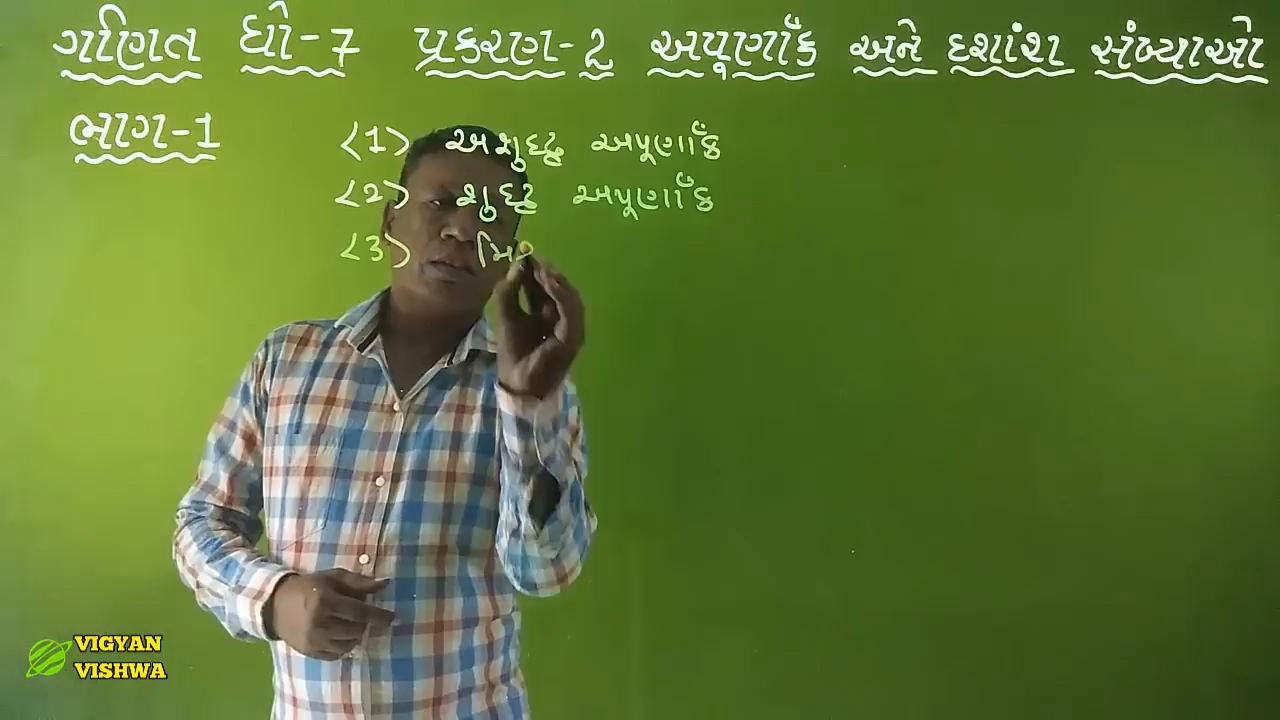 ગણિત ધો-7 પ્રકરણ-2 અપૂર્ણાંક અને દશાંશ સંખ્યાઓ
ભાગ-1
<1> અશુદ્ધ અપૂર્ણાંક
<2> શુદ્ધ અપૂર્ણાંક
<3>
VIGYAN
VISHWA